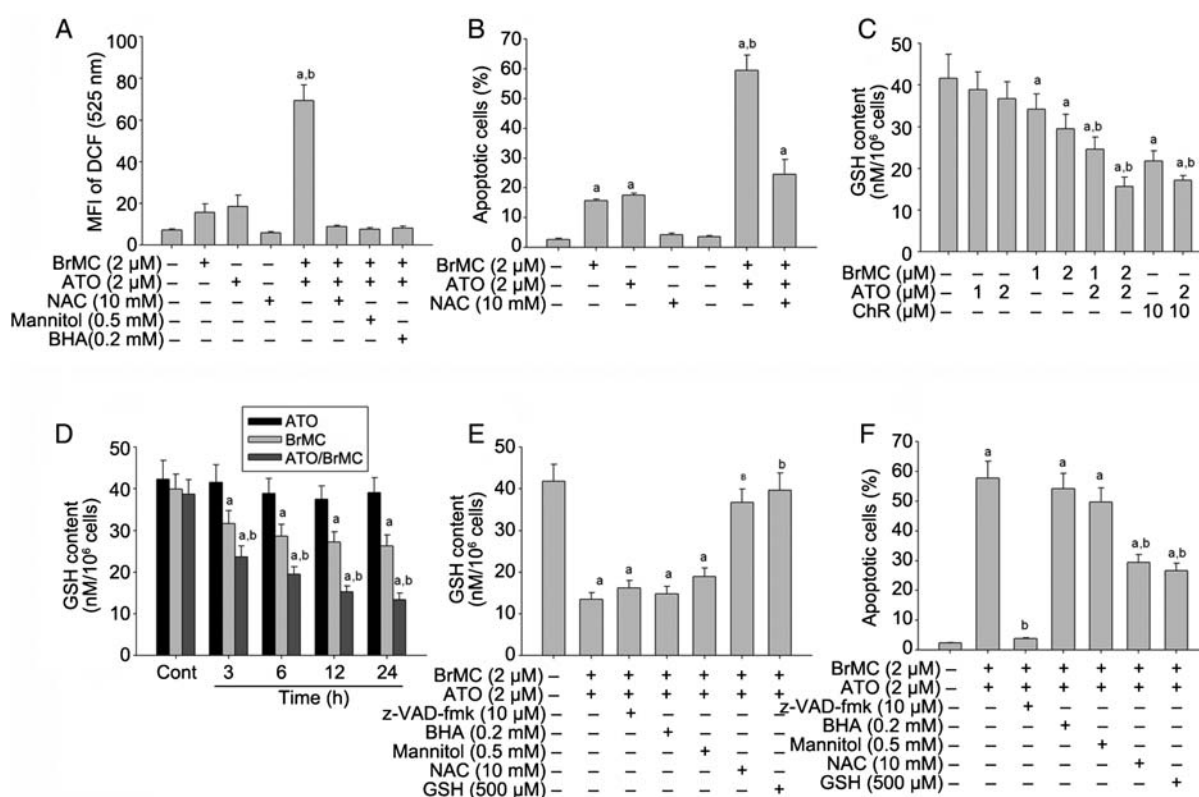 A
MFI of DCF (525 nm)
100
80
60
40
20
0
a,b
BrMC (2 µM) – + – – + + + +
ATO (2 µM) – – + – + + + +
NAC (10 mM) – – – + – + – –
Mannitol (0.5 mM) – – – – – – + –
BHA(0.2 mM) – – – – – – – +
B
Apoptotic cells (%)
70
60
50
40
30
20
10
0
a a a,b a
BrMC (2 µM) – + – – – + +
ATO (2 µM) – – + – – + +
NAC (10 mM) – – – + – – +
C
GSH content
(nM/10⁶ cells)
50
40
30
20
10
0
a a a,b a,b a a,b
BrMC (µM) – – – 1 2 1 2 – –
ATO (µM) – 1 2 – – 2 2 – 2
ChR (µM) – – – – – – – 10 10
D
ATO
BrMC
ATO/BrMC
GSH content
(nM/10⁶ cells)
50
40
30
20
10
0
a a,b a a,b a a,b a a,b
Cont 3 6 12 24
Time (h)
E
GSH content
(nM/10⁶ cells)
50
40
30
20
10
0
a a a a B b
BrMC (2 µM) – + + + + + +
ATO (2 µM) – + + + + + +
z-VAD-fmk (10 µM) – – + – – – –
BHA (0.2 mM) – – – + – – –
Mannitol (0.5 mM) – – – – + – –
NAC (10 mM) – – – – – + –
GSH (500 µM) – – – – – – +
F
Apoptotic cells (%)
70
60
50
40
30
20
10
0
a b a a a,b a,b
BrMC (2 µM) – + + + + + +
ATO (2 µM) – + + + + + +
z-VAD-fmk (10 µM) – – + – – – –
BHA (0.2 mM) – – – + – – –
Mannitol (0.5 mM) – – – – + – –
NAC (10 mM) – – – – – + –
GSH (500 µM) – – – – – – +